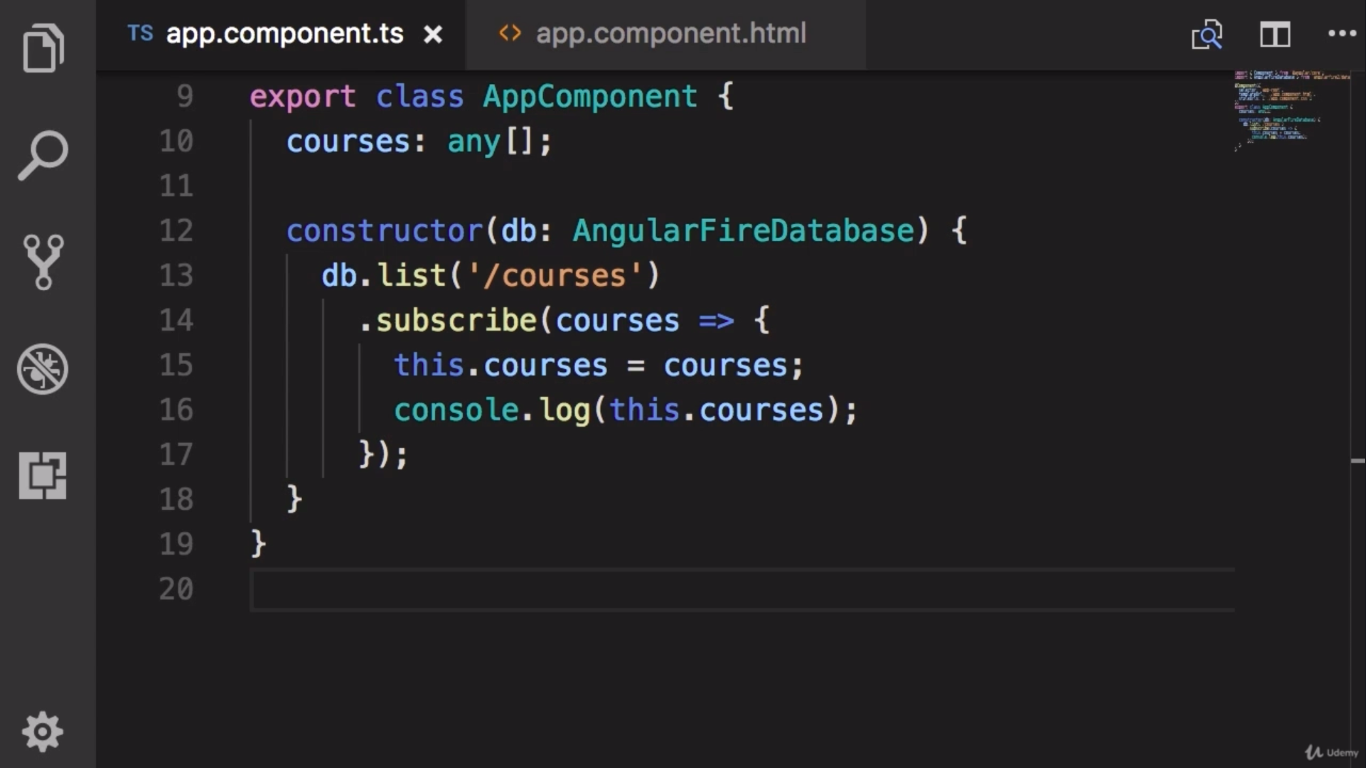 TS app.component.ts × <> app.component.html
9 export class AppComponent {
10 courses: any[];
11
12 constructor(db: AngularFireDatabase) {
13 db.list('/courses')
14 .subscribe(courses => {
15 this.courses = courses;
16 console.log(this.courses);
17 });
18 }
19 }
20
Udemy